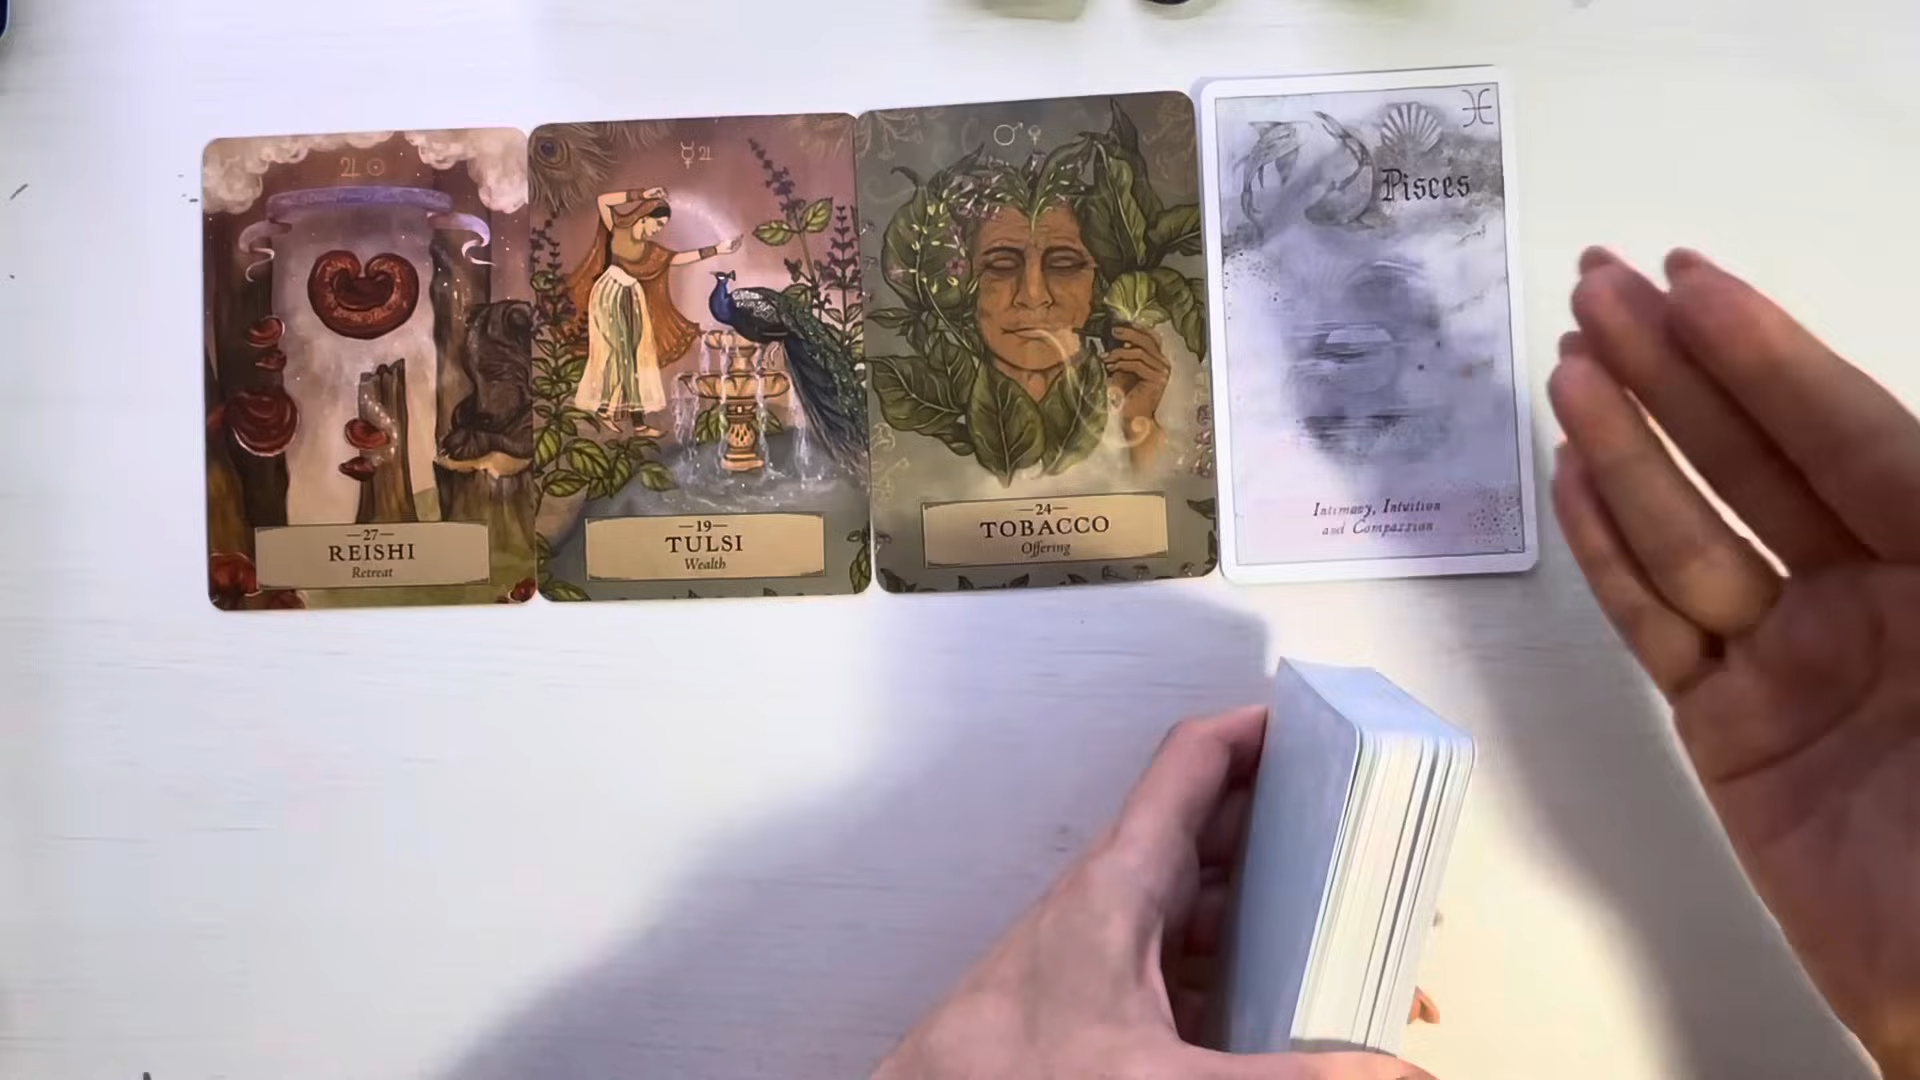 —27—
REISHI
Retreat
—19—
TULSI
Wealth
—24—
TOBACCO
Offering
Pisces
Intimacy, Intuition
and Compassion